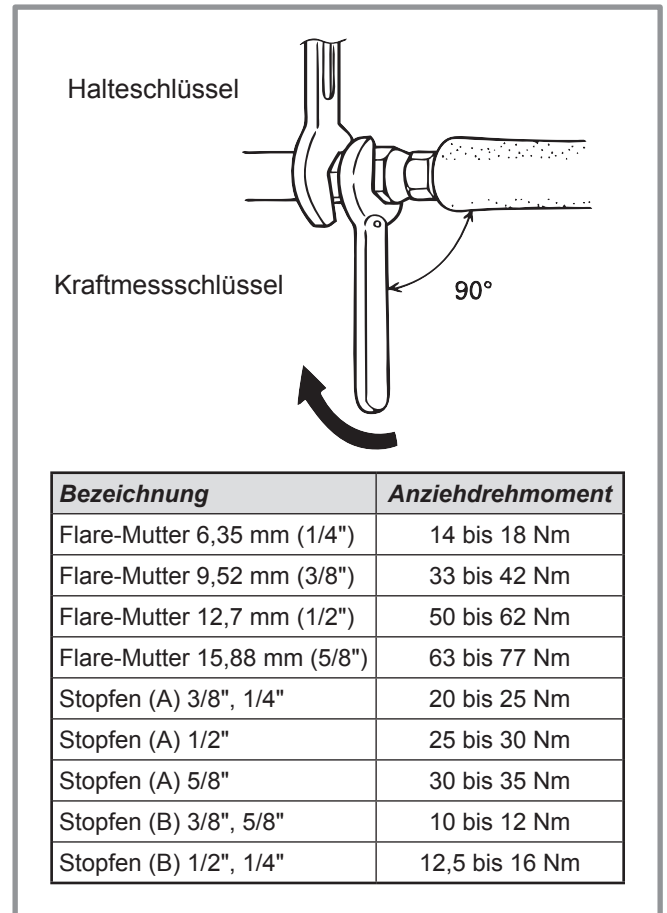 Halteschlüssel
Kraftmessschlüssel
90°
Bezeichnung Anziehdrehmoment
Flare-Mutter 6,35 mm (1/4") 14 bis 18 Nm
Flare-Mutter 9,52 mm (3/8") 33 bis 42 Nm
Flare-Mutter 12,7 mm (1/2") 50 bis 62 Nm
Flare-Mutter 15,88 mm (5/8") 63 bis 77 Nm
Stopfen (A) 3/8", 1/4" 20 bis 25 Nm
Stopfen (A) 1/2" 25 bis 30 Nm
Stopfen (A) 5/8" 30 bis 35 Nm
Stopfen (B) 3/8", 5/8" 10 bis 12 Nm
Stopfen (B) 1/2", 1/4" 12,5 bis 16 Nm